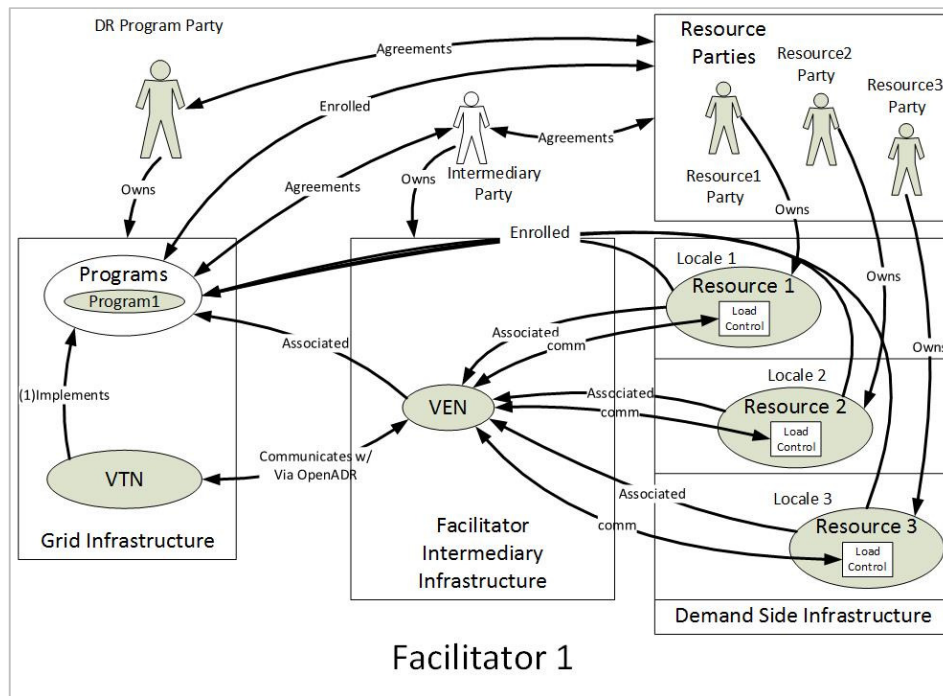 DR Program Party
Agreements
Resource
Parties
Resource2
Party
Resource3
Party
Enrolled
Agreements
Resource1
Party
Intermediary
Party
Agreements
Owns
Owns
Owns
Enrolled
Programs
Program1
Locale 1
Resource 1
Load
Control
Owns
Associated
comm
Associated
Owns
(1)Implements
Locale 2
Associated
Resource 2
comm
Load
Control
VEN
Communicates w/
Via OpenADR
VTN
Associated
Locale 3
comm
Resource 3
Load
Control
Grid Infrastructure
Facilitator
Intermediary
Infrastructure
Demand Side Infrastructure
Facilitator 1